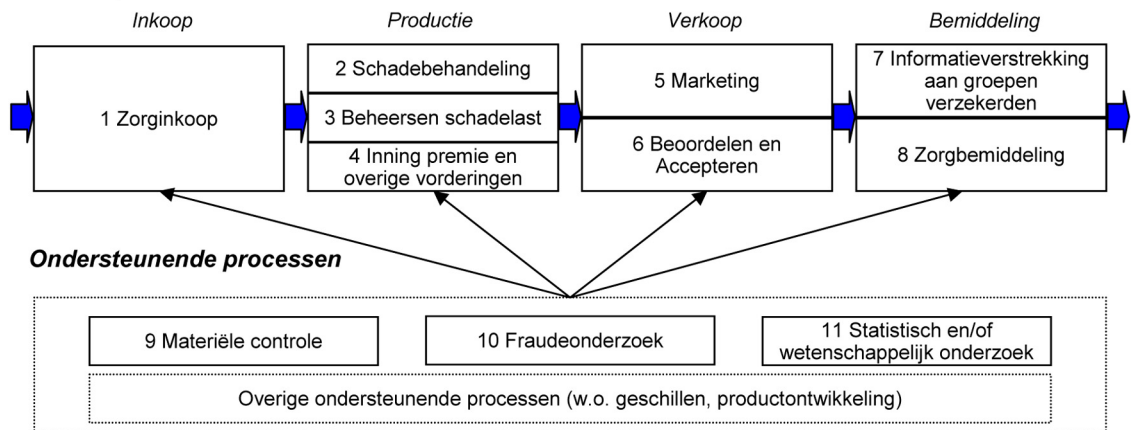 Inkoop
Productie
Verkoop
Bemiddeling
1 Zorginkoop
2 Schadebehandeling
3 Beheersen schadelast
4 Inning premie en
overige vorderingen
5 Marketing
6 Beoordelen en
Accepteren
7 Informatieverstrekking
aan groepen
verzekerden
8 Zorgbemiddeling
Ondersteunende processen
9 Materiële controle
10 Fraudeonderzoek
11 Statistisch en/of
wetenschappelijk onderzoek
Overige ondersteunende processen (w.o. geschillen, productontwikkeling)